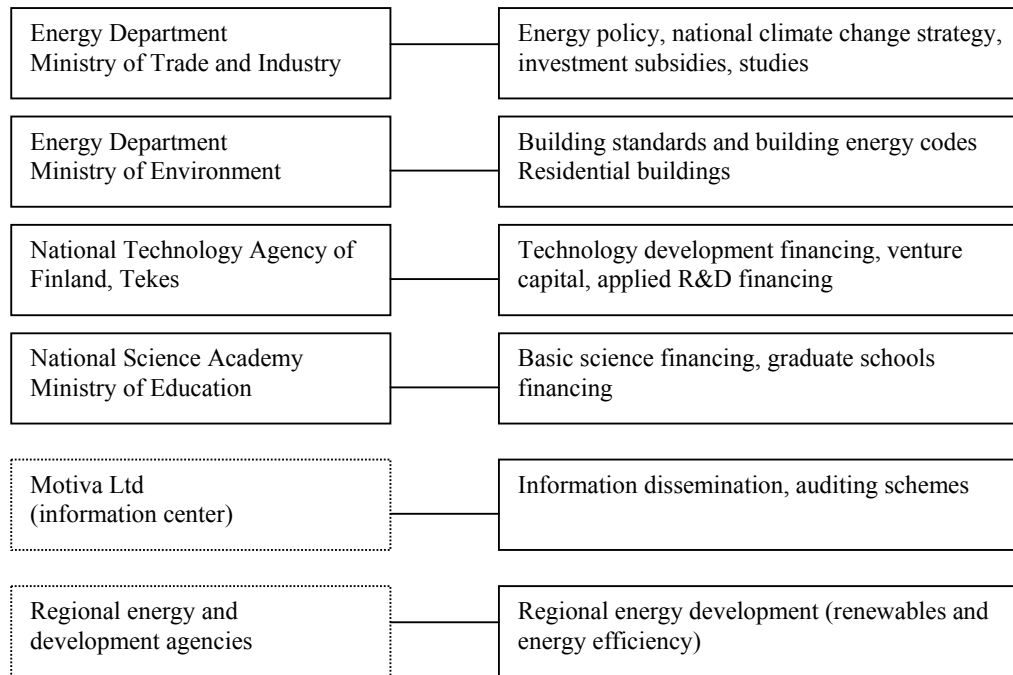 Energy Department
Ministry of Trade and Industry
Energy policy, national climate change strategy,
investment subsidies, studies
Energy Department
Ministry of Environment
Building standards and building energy codes
Residential buildings
National Technology Agency of
Finland, Tekes
Technology development financing, venture
capital, applied R&D financing
National Science Academy
Ministry of Education
Basic science financing, graduate schools
financing
Motiva Ltd
(information center)
Information dissemination, auditing schemes
Regional energy and
development agencies
Regional energy development (renewables and
energy efficiency)